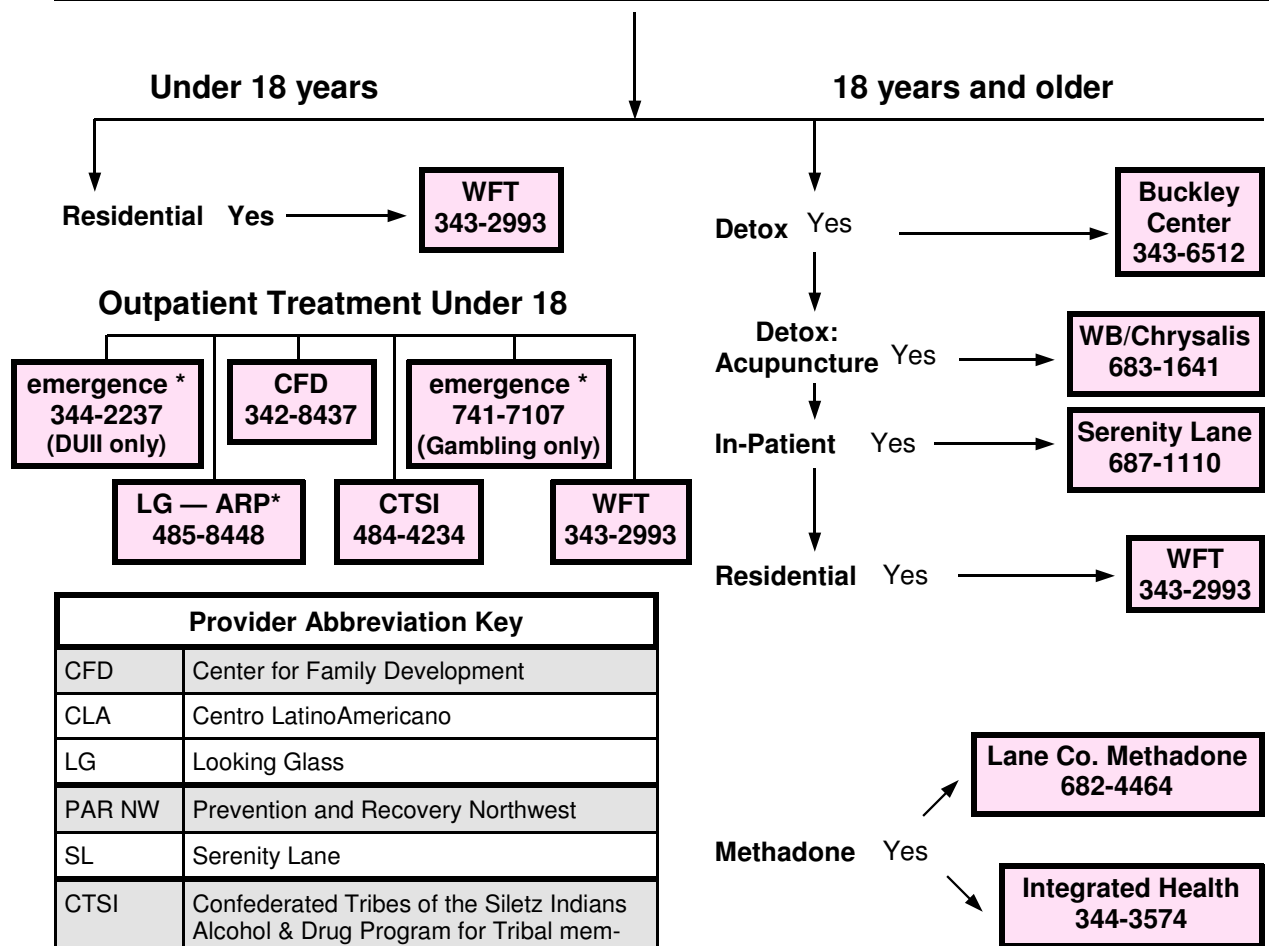 Under 18 years
18 years and older
Residential Yes
WFT
343-2993
Outpatient Treatment Under 18
emergence *
344-2237
(DUII only)
CFD
342-8437
emergence *
741-7107
(Gambling only)
LG — ARP*
485-8448
CTSI
484-4234
WFT
343-2993
Provider Abbreviation Key
CFD Center for Family Development
CLA Centro LatinoAmericano
LG Looking Glass
PAR NW Prevention and Recovery Northwest
SL Serenity Lane
CTSI Confederated Tribes of the Siletz Indians
Alcohol & Drug Program for Tribal mem-
Detox Yes
Buckley
Center
343-6512
Detox:
Acupuncture Yes
WB/Chrysalis
683-1641
In-Patient Yes
Serenity Lane
687-1110
Residential Yes
WFT
343-2993
Methadone Yes
Lane Co. Methadone
682-4464
Integrated Health
344-3574